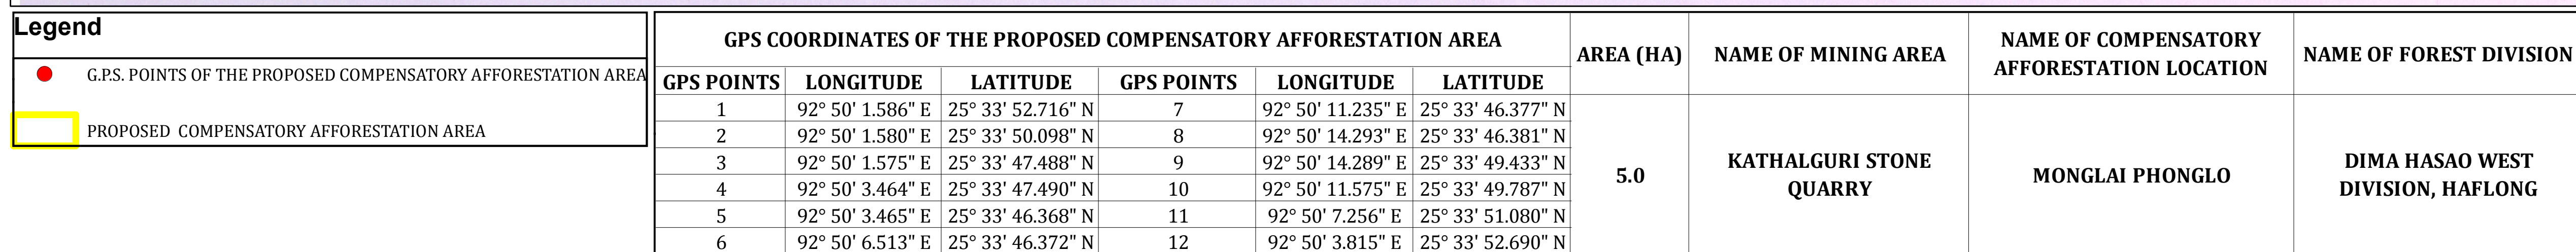 Legend
G.P.S. POINTS OF THE PROPOSED COMPENSATORY AFFORESTATION AREA
PROPOSED COMPENSATORY AFFORESTATION AREA
GPS COORDINATES OF THE PROPOSED COMPENSATORY AFFORESTATION AREA
GPS POINTS LONGITUDE LATITUDE GPS POINTS LONGITUDE LATITUDE
1 92° 50' 1.586" E 25° 33' 52.716" N 7 92° 50' 11.235" E 25° 33' 46.377" N
2 92° 50' 1.580" E 25° 33' 50.098" N 8 92° 50' 14.293" E 25° 33' 46.381" N
3 92° 50' 1.575" E 25° 33' 47.488" N 9 92° 50' 14.289" E 25° 33' 49.433" N
4 92° 50' 3.464" E 25° 33' 47.490" N 10 92° 50' 11.575" E 25° 33' 49.787" N
5 92° 50' 3.465" E 25° 33' 46.368" N 11 92° 50' 7.256" E 25° 33' 51.080" N
6 92° 50' 6.513" E 25° 33' 46.372" N 12 92° 50' 3.815" E 25° 33' 52.690" N
AREA (HA)
5.0
NAME OF MINING AREA
KATHALGURI STONE
QUARRY
NAME OF COMPENSATORY
AFFORESTATION LOCATION
MONGLAI PHONGLO
NAME OF FOREST DIVISION
DIMA HASAO WEST
DIVISION, HAFLONG